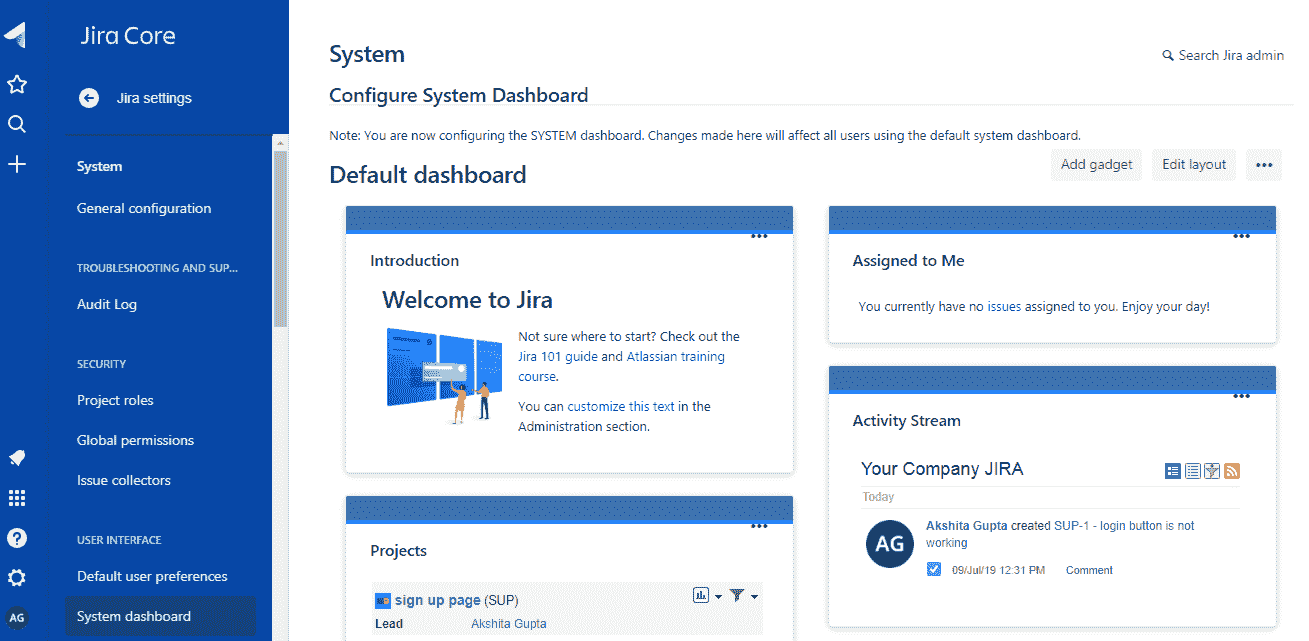 Jira Core
Jira settings
System
General configuration
TROUBLESHOOTING AND SUP...
Audit Log
SECURITY
Project roles
Global permissions
Issue collectors
USER INTERFACE
Default user preferences
System dashboard
AG
System
Search Jira admin
Configure System Dashboard
Note: You are now configuring the SYSTEM dashboard. Changes made here will affect all users using the default system dashboard.
Default dashboard
Add gadget
Edit layout
Introduction
Welcome to Jira
Not sure where to start? Check out the
Jira 101 guide and Atlassian training
course.
You can customize this text in the
Administration section.
Projects
sign up page (SUP)
Lead Akshita Gupta
Assigned to Me
You currently have no issues assigned to you. Enjoy your day!
Activity Stream
Your Company JIRA
Today
AG
Akshita Gupta created SUP-1 - login button is not
working
09/Jul/19 12:31 PM Comment